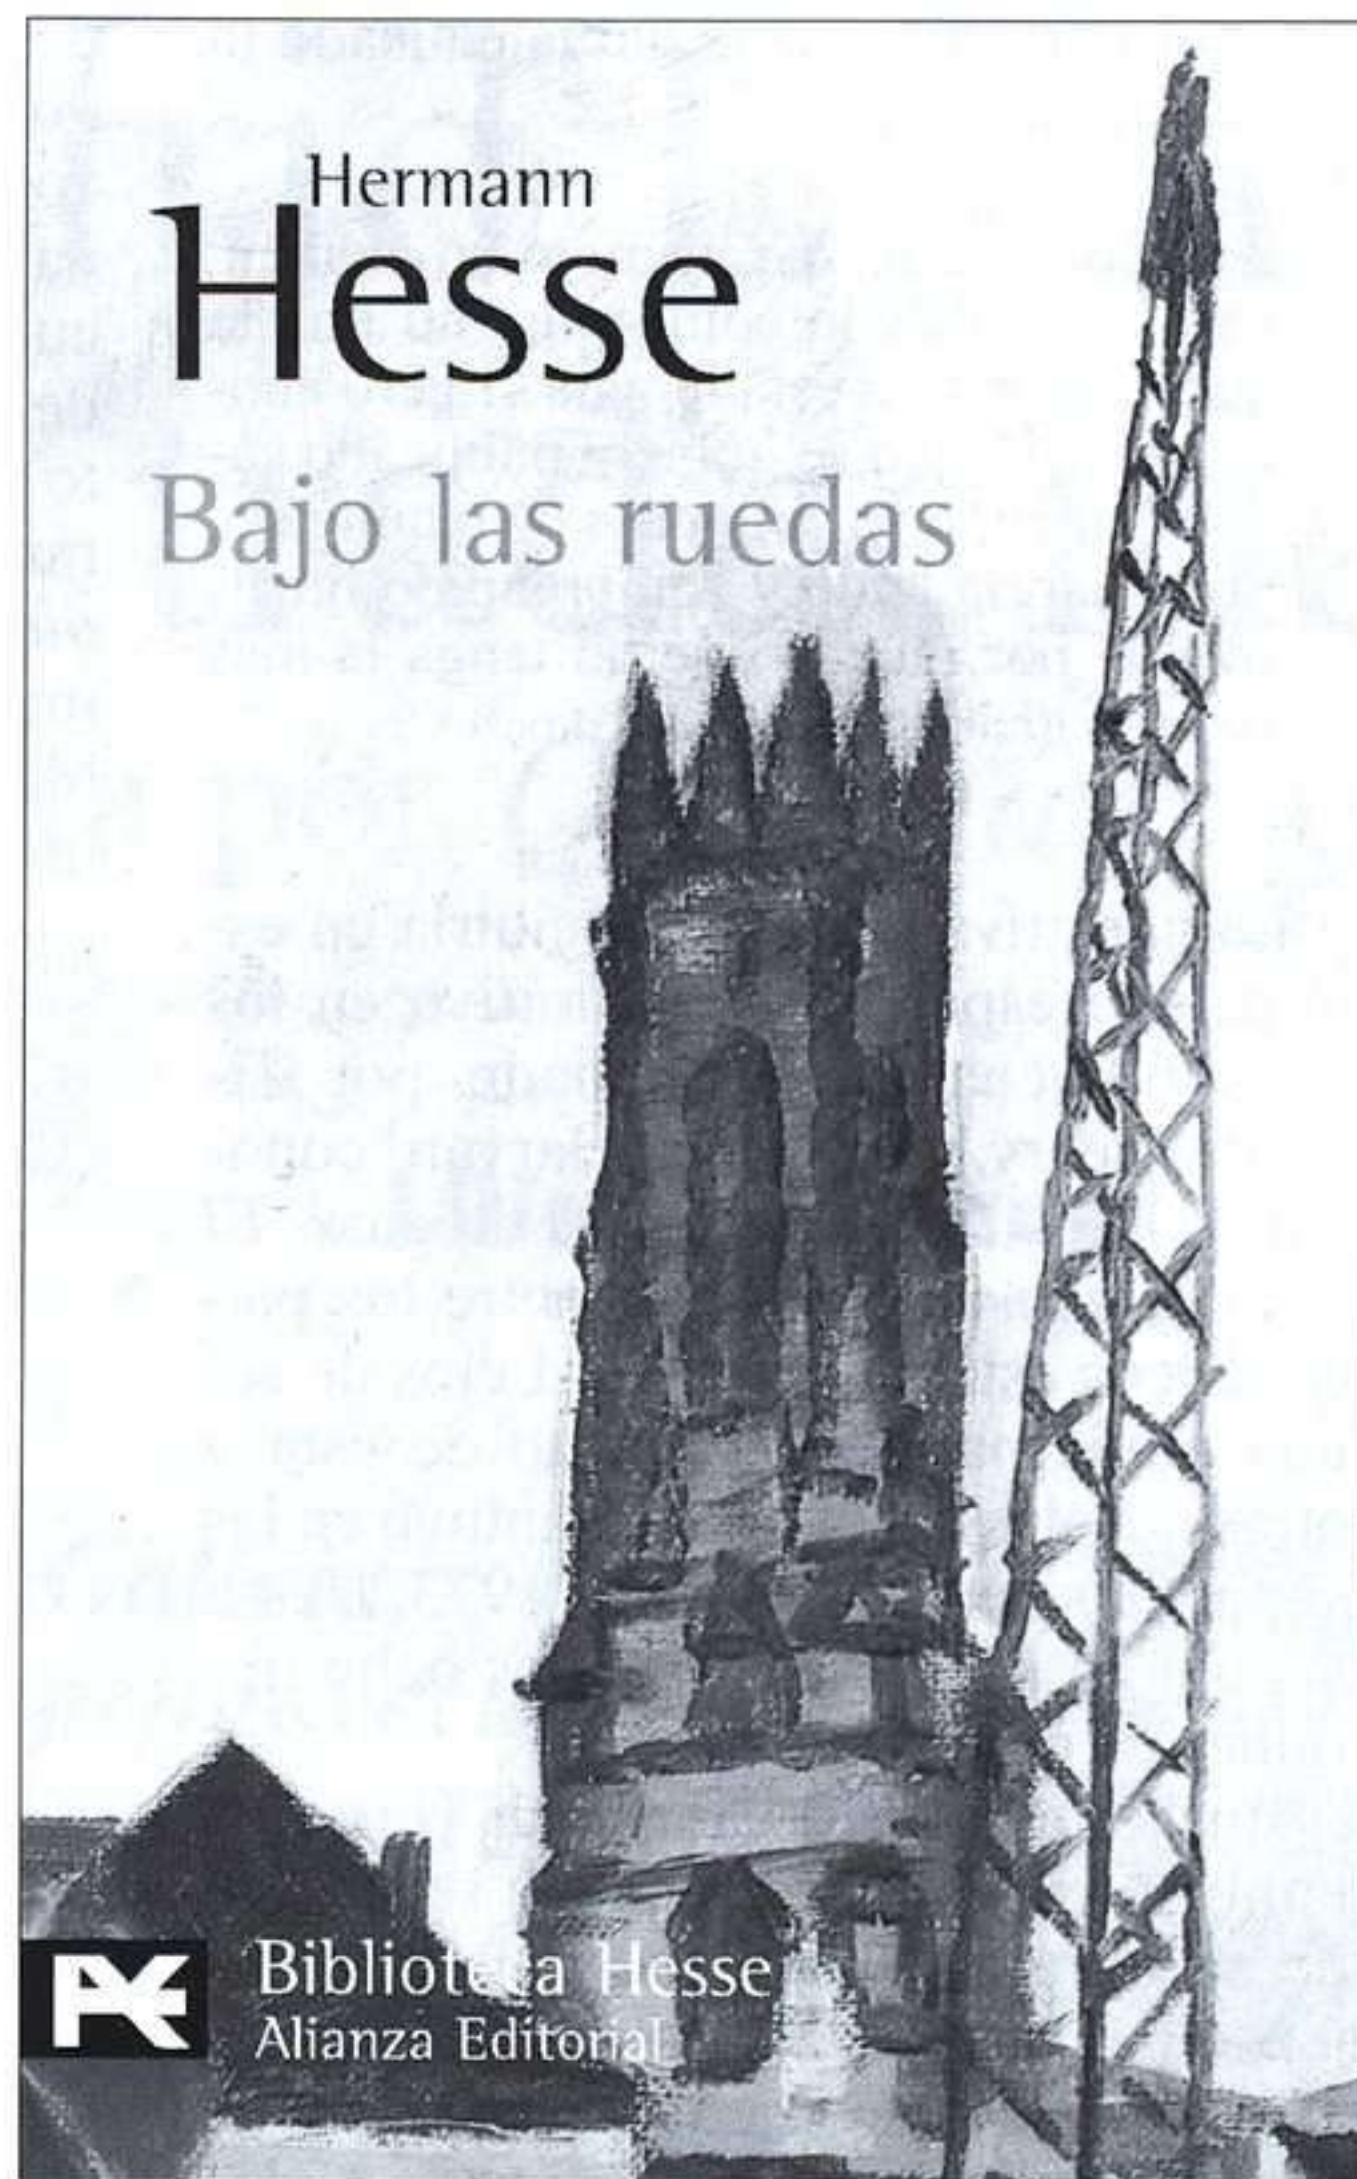 Hermann
Hesse
Bajo las ruedas
Biblioteca Hesse
Alianza Editorial